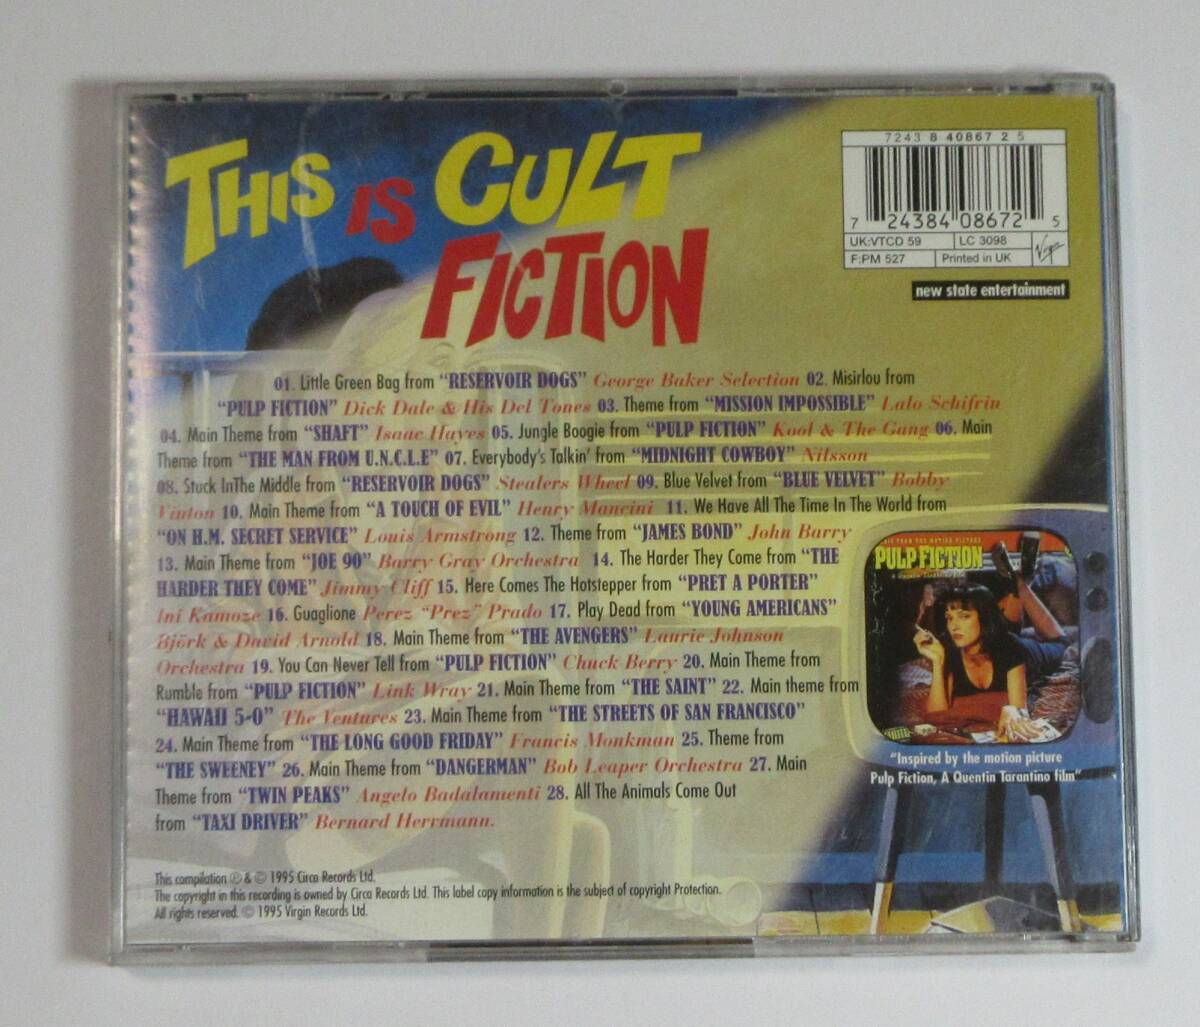 THIS IS CULT
FICTION
7243 8 40867 2 5
7 24384 08672 5
UK:VTCD 59 LC 3098
F:PM 527 Printed in UK
Virgin
new state entertainment
01. Little Green Bag from “RESERVOIR DOGS” George Baker Selection 02. Misirlou from
“PULP FICTION” Dick Dale & His Del Tones 03. Theme from “MISSION IMPOSSIBLE” Lalo Schifrin
04. Main Theme from “SHAFT” Isaac Hayes 05. Jungle Boogie from “PULP FICTION” Kool & The Gang 06. Main
Theme from “THE MAN FROM U.N.C.L.E” 07. Everybody's Talkin' from “MIDNIGHT COWBOY” Nilsson
08. Stuck InThe Middle from “RESERVOIR DOGS” Stealers Wheel 09. Blue Velvet from “BLUE VELVET” Bobby
Vinton 10. Main Theme from “A TOUCH OF EVIL” Henry Mancini 11. We Have All The Time In The World from
“ON H.M. SECRET SERVICE” Louis Armstrong 12. Theme from “JAMES BOND” John Barry
13. Main Theme from “JOE 90” Barry Gray Orchestra 14. The Harder They Come from “THE
HARDER THEY COME” Jimmy Cliff 15. Here Comes The Hotstepper from “PRET A PORTER”
Ini Kamoze 16. Guaglione Perez “Prez” Prado 17. Play Dead from “YOUNG AMERICANS”
Björk & David Arnold 18. Main Theme from “THE AVENGERS” Laurie Johnson
Orchestra 19. You Can Never Tell from “PULP FICTION” Chuck Berry 20. Main Theme from
Rumble from “PULP FICTION” Link Wray 21. Main Theme from “THE SAINT” 22. Main theme from
“HAWAII 5-0” The Ventures 23. Main Theme from “THE STREETS OF SAN FRANCISCO”
24. Main Theme from “THE LONG GOOD FRIDAY” Francis Monkman 25. Theme from
“THE SWEENEY” 26. Main Theme from “DANGERMAN” Bob Leaper Orchestra 27. Main
Theme from “TWIN PEAKS” Angelo Badalamenti 28. All The Animals Come Out
from “TAXI DRIVER” Bernard Herrmann.
MUSIC FROM THE MOTION PICTURE
PULP FICTION
“Inspired by the motion picture
Pulp Fiction, A Quentin Tarantino film”
This compilation ℗ & © 1995 Circa Records Ltd.
The copyright in this recording is owned by Circa Records Ltd. This label copy information is the subject of copyright Protection.
All rights reserved. © 1995 Virgin Records Ltd.